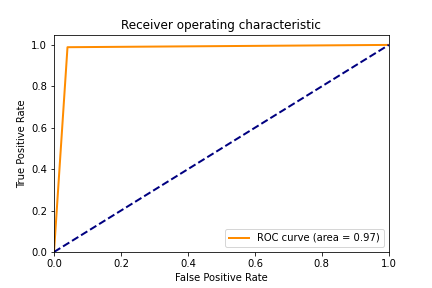 Receiver operating characteristic
True Positive Rate
1.0
0.8
0.6
0.4
0.2
0.0
ROC curve (area = 0.97)
0.0 0.2 0.4 0.6 0.8 1.0
False Positive Rate